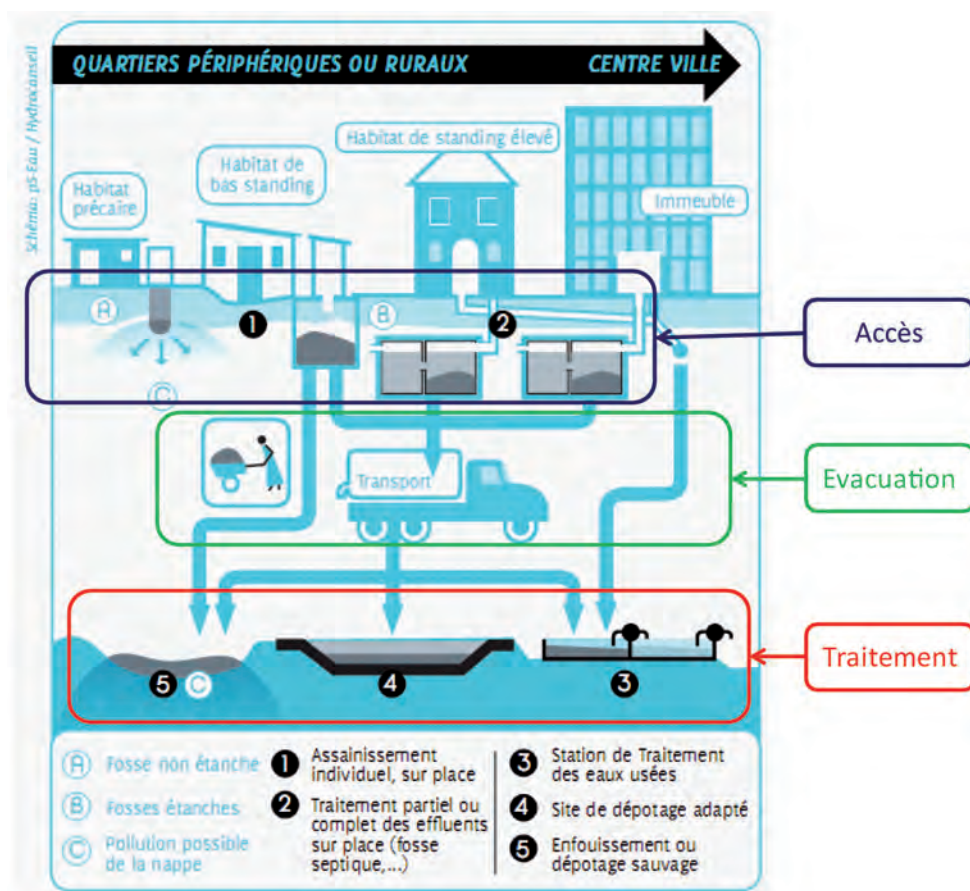 QUARTIERS PÉRIPHÉRIQUES OU RURAUX
CENTRE VILLE
Schéma: pS-Eau / Hydroconseil
Habitat
précaire
Habitat de
bas standing
Habitat de standing élevé
Immeuble
A
1
B
2
C
Accès
Transport
Evacuation
5
C
4
3
Traitement
A Fosse non étanche
B Fosses étanches
C Pollution possible
de la nappe
1 Assainissement
individuel, sur place
2 Traitement partiel ou
complet des effluents
sur place (fosse
septique,...)
3 Station de Traitement
des eaux usées
4 Site de dépotage adapté
5 Enfouissement ou
dépotage sauvage